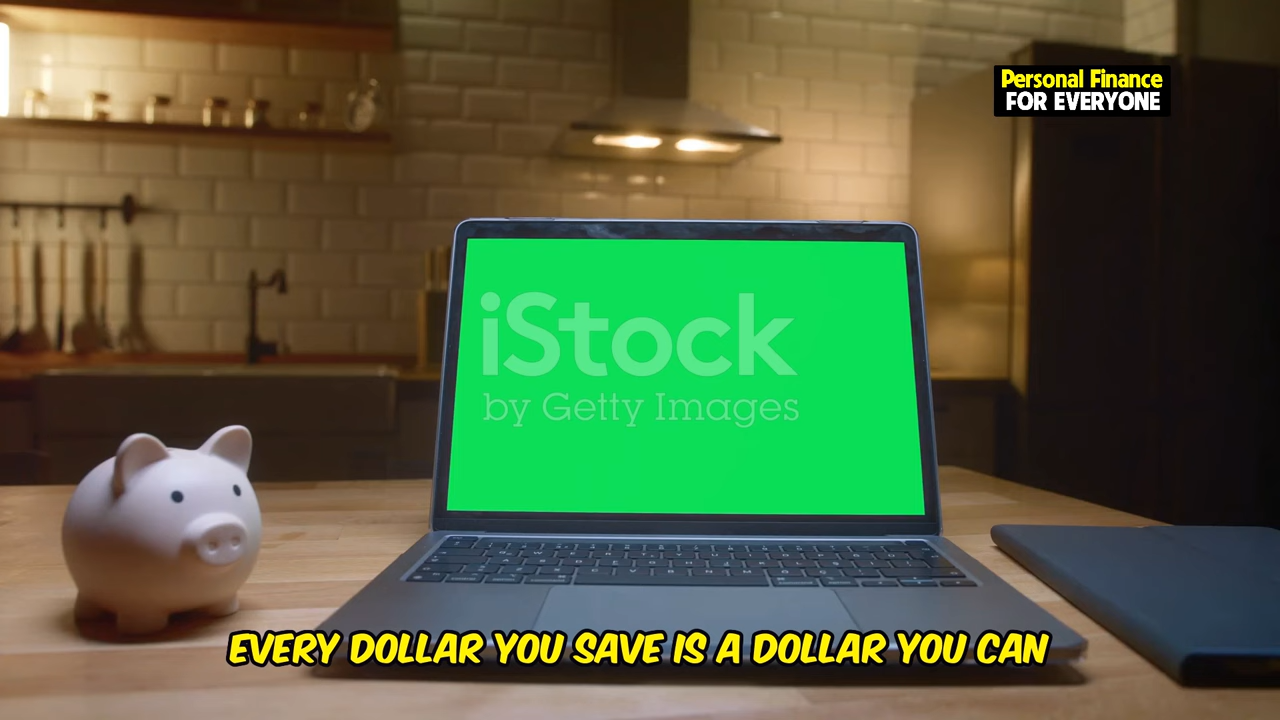 Personal Finance
FOR EVERYONE
iStock
by Getty Images
EVERY DOLLAR YOU SAVE IS A DOLLAR YOU CAN